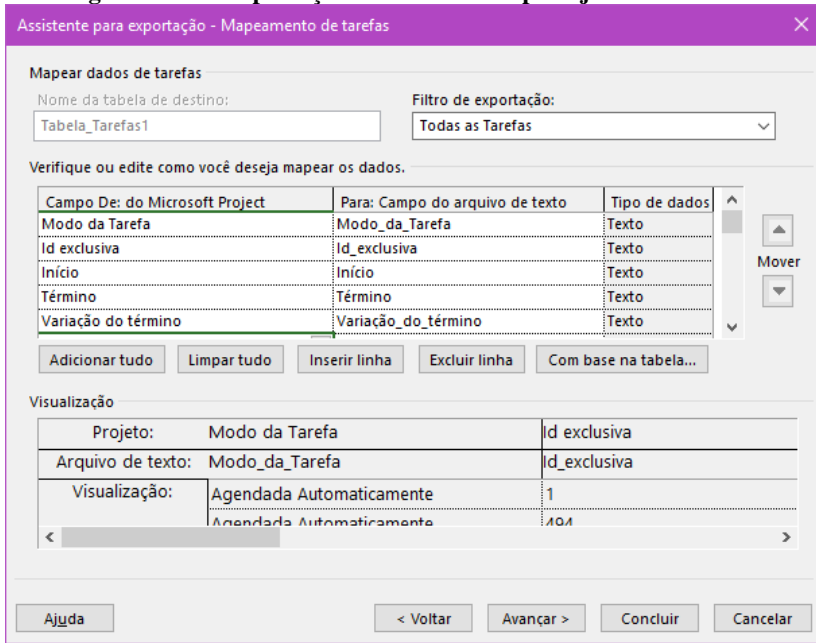 Assistente para exportação - Mapeamento de tarefas
Mapear dados de tarefas
Nome da tabela de destino:
Filtro de exportação:
Tabela_Tarefas1
Todas as Tarefas
Verifique ou edite como você deseja mapear os dados.
Campo De: do Microsoft Project Para: Campo do arquivo de texto Tipo de dados
Modo da Tarefa Modo_da_Tarefa Texto
Id exclusiva Id_exclusiva Texto
Início Início Texto
Término Término Texto
Variação do término Variação_do_término Texto
Mover
Adicionar tudo Limpar tudo Inserir linha Excluir linha Com base na tabela...
Visualização
Projeto: Modo da Tarefa Id exclusiva
Arquivo de texto: Modo_da_Tarefa Id_exclusiva
Visualização: Agendada Automaticamente 1
Agendada Automaticamente 494
Ajuda < Voltar Avançar > Concluir Cancelar